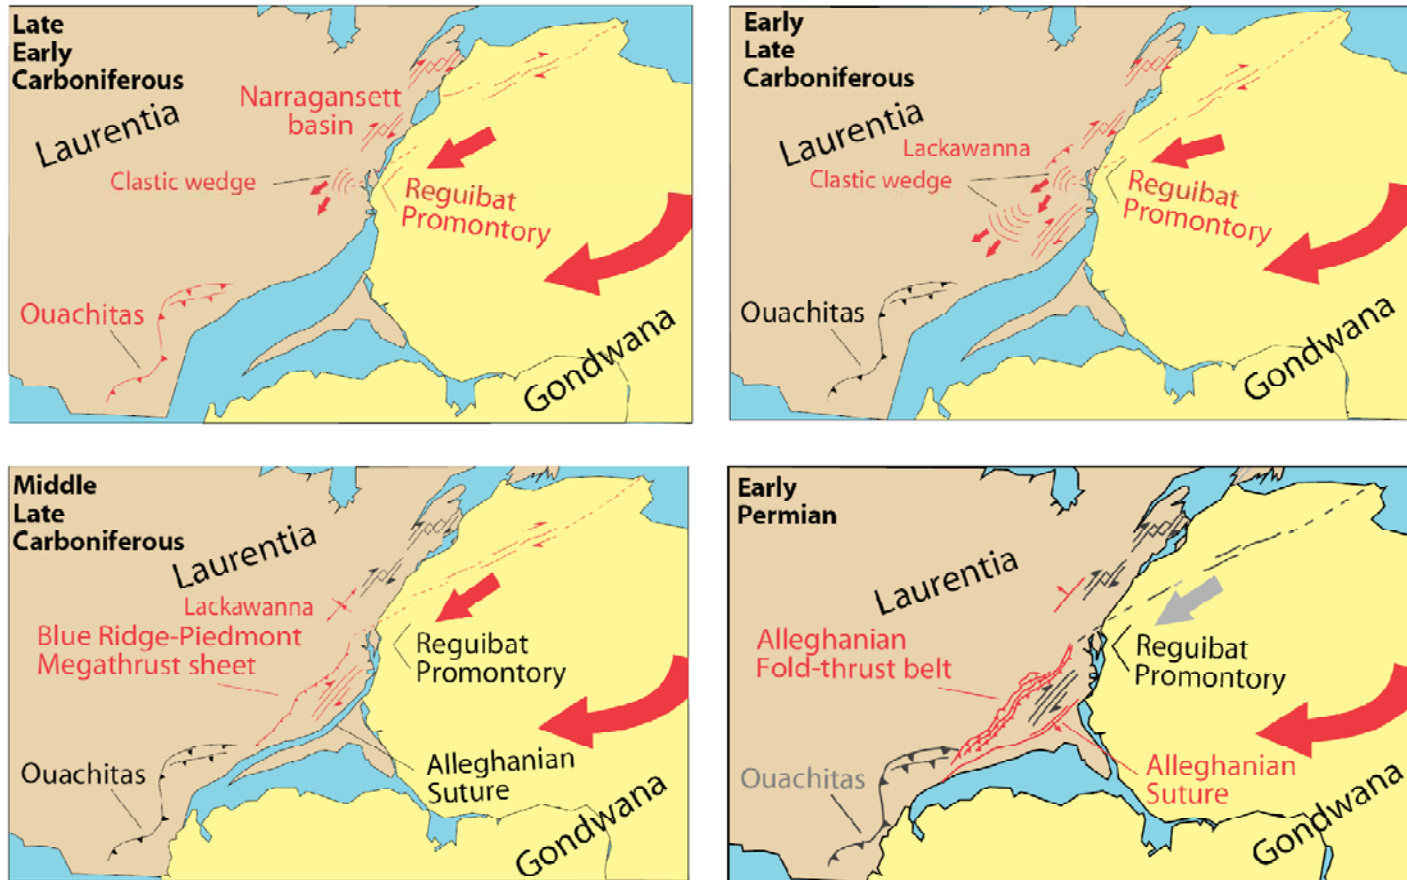 Late
Early
Carboniferous
Laurentia
Narragansett
basin
Clastic wedge
Reguibat
Promontory
Ouachitas
Gondwana
Early
Late
Carboniferous
Laurentia
Lackawanna
Clastic wedge
Reguibat
Promontory
Ouachitas
Gondwana
Middle
Late
Carboniferous
Laurentia
Lackawanna
Blue Ridge-Piedmont
Megathrust sheet
Reguibat
Promontory
Ouachitas
Alleghanian
Suture
Gondwana
Early
Permian
Laurentia
Alleghanian
Fold-thrust belt
Reguibat
Promontory
Ouachitas
Alleghanian
Suture
Gondwana